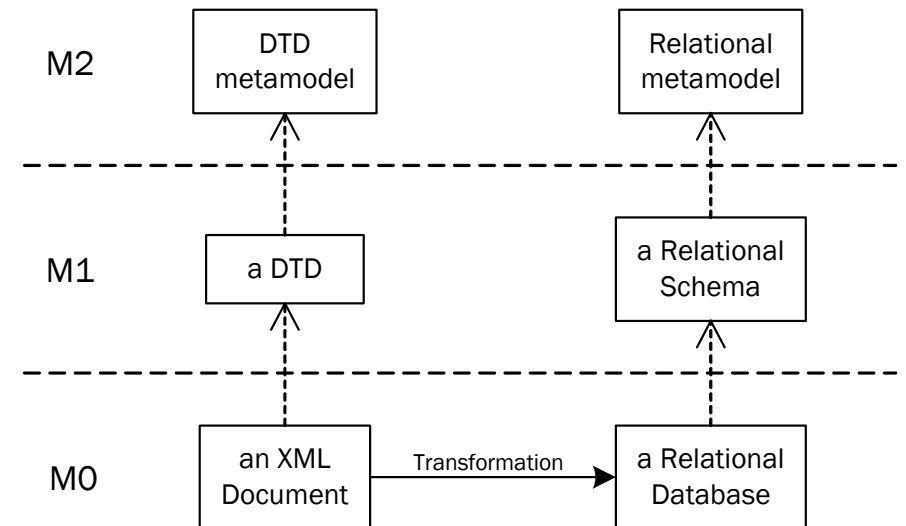 M2
DTD
metamodel
Relational
metamodel
M1
a DTD
a Relational
Schema
M0
an XML
Document
Transformation
a Relational
Database